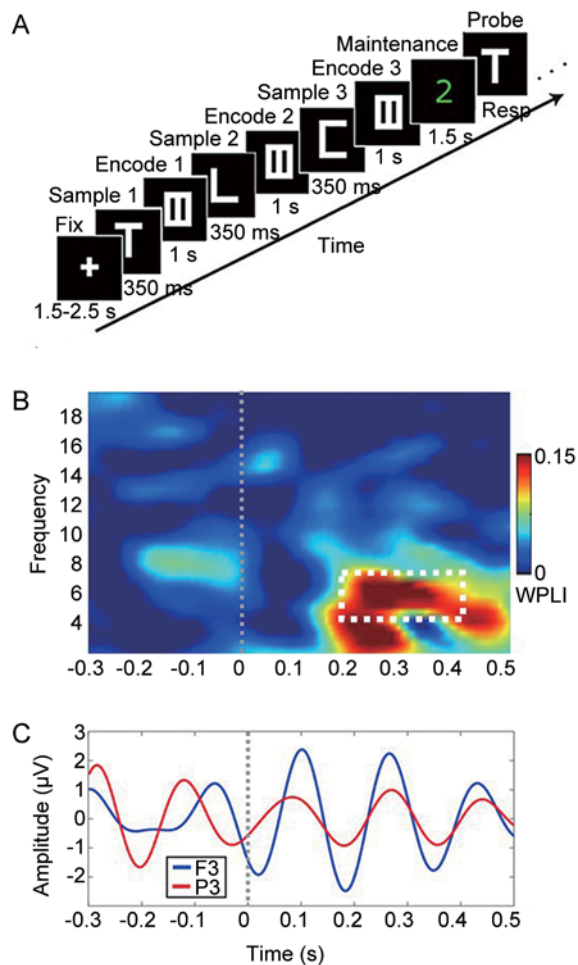 A
Probe
Maintenance
Encode 3
Sample 3
Encode 2
Sample 2
Encode 1
Sample 1
Fix
+
T
L
2
T
...
Resp
1.5 s
1 s
350 ms
1 s
350 ms
1 s
350 ms
1.5-2.5 s
Time
B
Frequency
18
16
14
12
10
8
6
4
-0.3 -0.2 -0.1 0 0.1 0.2 0.3 0.4 0.5
0.15
0
WPLI
C
Amplitude (μV)
3
2
1
0
-1
-2
F3
P3
-0.3 -0.2 -0.1 0 0.1 0.2 0.3 0.4 0.5
Time (s)